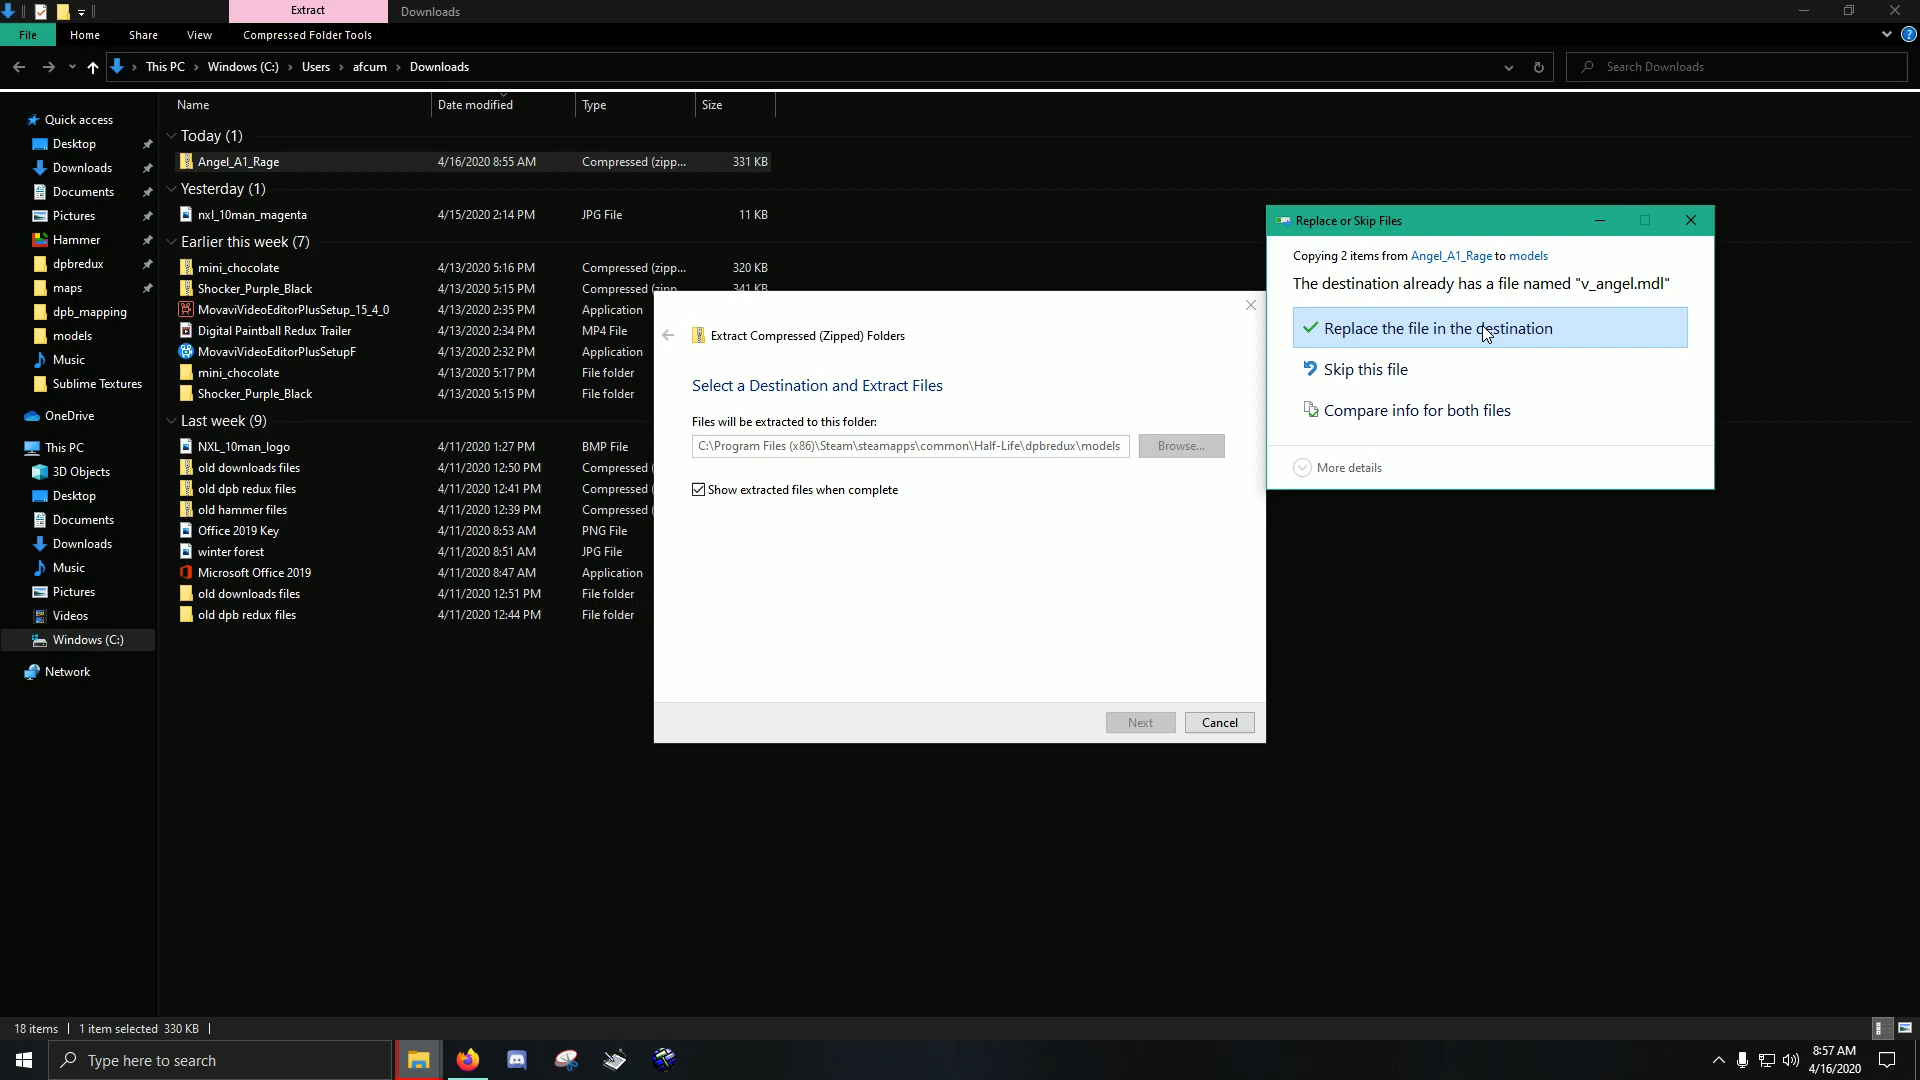 Extract
Downloads
File
Home
Share
View
Compressed Folder Tools
This PC
Windows (C:)
Users
afcum
Downloads
Search Downloads
Name
Date modified
Type
Size
Quick access
Desktop
Downloads
Documents
Pictures
Hammer
dpbredux
maps
dpb_mapping
models
Music
Sublime Textures
OneDrive
This PC
3D Objects
Desktop
Documents
Downloads
Music
Pictures
Videos
Windows (C:)
Network
Today (1)
Angel_A1_Rage 4/16/2020 8:55 AM Compressed (zipp... 331 KB
Yesterday (1)
nxl_10man_magenta 4/15/2020 2:14 PM JPG File 11 KB
Earlier this week (7)
mini_chocolate 4/13/2020 5:16 PM Compressed (zipp... 320 KB
Shocker_Purple_Black 4/13/2020 5:15 PM Compressed (zipp... 341 KB
MovaviVideoEditorPlusSetup_15_4_0 4/13/2020 2:35 PM Application
Digital Paintball Redux Trailer 4/13/2020 2:34 PM MP4 File
MovaviVideoEditorPlusSetupF 4/13/2020 2:32 PM Application
mini_chocolate 4/13/2020 5:17 PM File folder
Shocker_Purple_Black 4/13/2020 5:15 PM File folder
Last week (9)
NXL_10man_logo 4/11/2020 1:27 PM BMP File
old downloads files 4/11/2020 12:50 PM Compressed
old dpb redux files 4/11/2020 12:41 PM Compressed
old hammer files 4/11/2020 12:39 PM Compressed
Office 2019 Key 4/11/2020 8:53 AM PNG File
winter forest 4/11/2020 8:51 AM JPG File
Microsoft Office 2019 4/11/2020 8:47 AM Application
old downloads files 4/11/2020 12:51 PM File folder
old dpb redux files 4/11/2020 12:44 PM File folder
Extract Compressed (Zipped) Folders
Select a Destination and Extract Files
Files will be extracted to this folder:
C:\Program Files (x86)\Steam\steamapps\common\Half-Life\dpbredux\models
Browse...
Show extracted files when complete
Next
Cancel
Replace or Skip Files
Copying 2 items from Angel_A1_Rage to models
The destination already has a file named "v_angel.mdl"
Replace the file in the destination
Skip this file
Compare info for both files
More details
18 items
1 item selected 330 KB
Type here to search
8:57 AM
4/16/2020